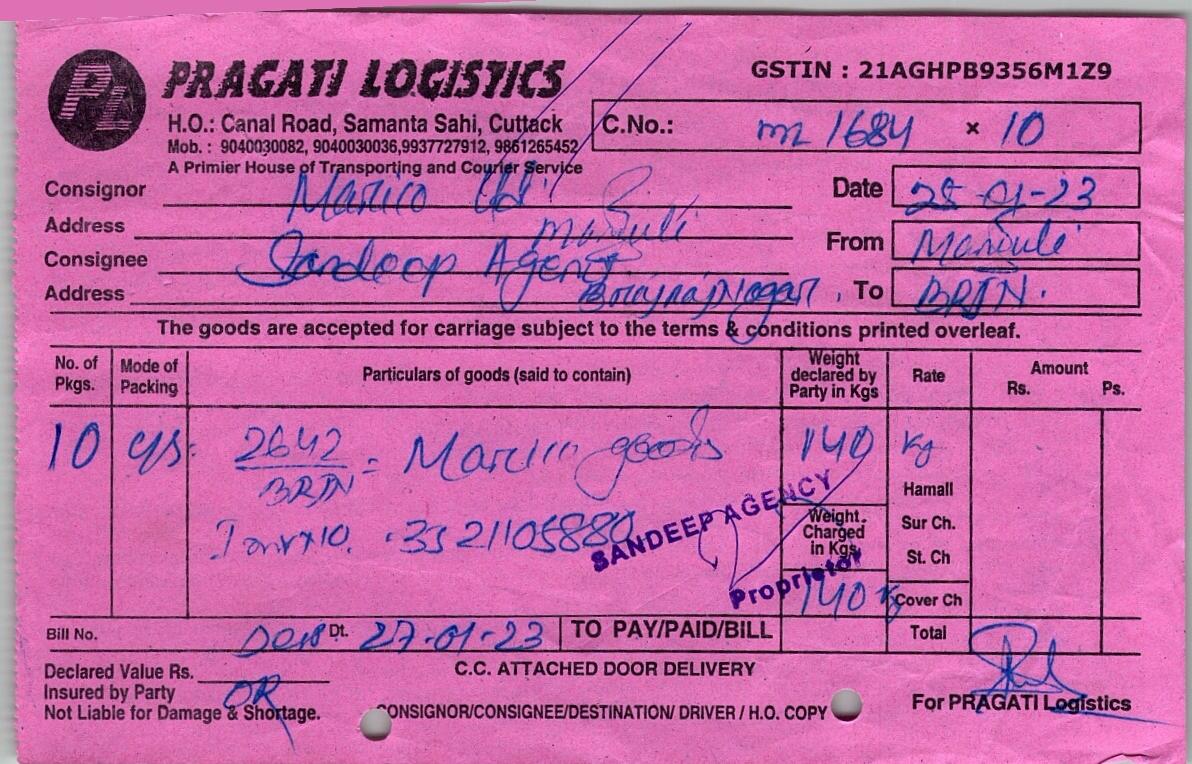 PRAGATI LOGISTICS
GSTIN : 21AGHPB9356M1Z9
H.O.: Canal Road, Samanta Sahi, Cuttack
Mob. : 9040030082, 9040030036,9937727912, 9861265452
A Primier House of Transporting and Courier Service
C.No.: m 1684 x 10
Consignor Marico Ltd.
Date 25-01-23
Address
From
Consignee Sandeep Agency
Address Brajrajnagar, To BRJN.
The goods are accepted for carriage subject to the terms & conditions printed overleaf.
No. of Pkgs. Mode of Packing Particulars of goods (said to contain) Weight declared by Party in Kgs Rate Amount Rs. Ps.
10 2642 / BRJN = Marico goods 140 Kg
Hamall
3521105880
SANDEEP AGENCY
Proprietor
Weight. Charged in Kgs
Sur Ch.
St. Ch
140 Kg
Cover Ch
Bill No. Dt. 27-01-23 TO PAY/PAID/BILL Total
Declared Value Rs.
C.C. ATTACHED DOOR DELIVERY
Insured by Party
Not Liable for Damage & Shortage.
CONSIGNOR/CONSIGNEE/DESTINATION/ DRIVER / H.O. COPY
For PRAGATI Logistics